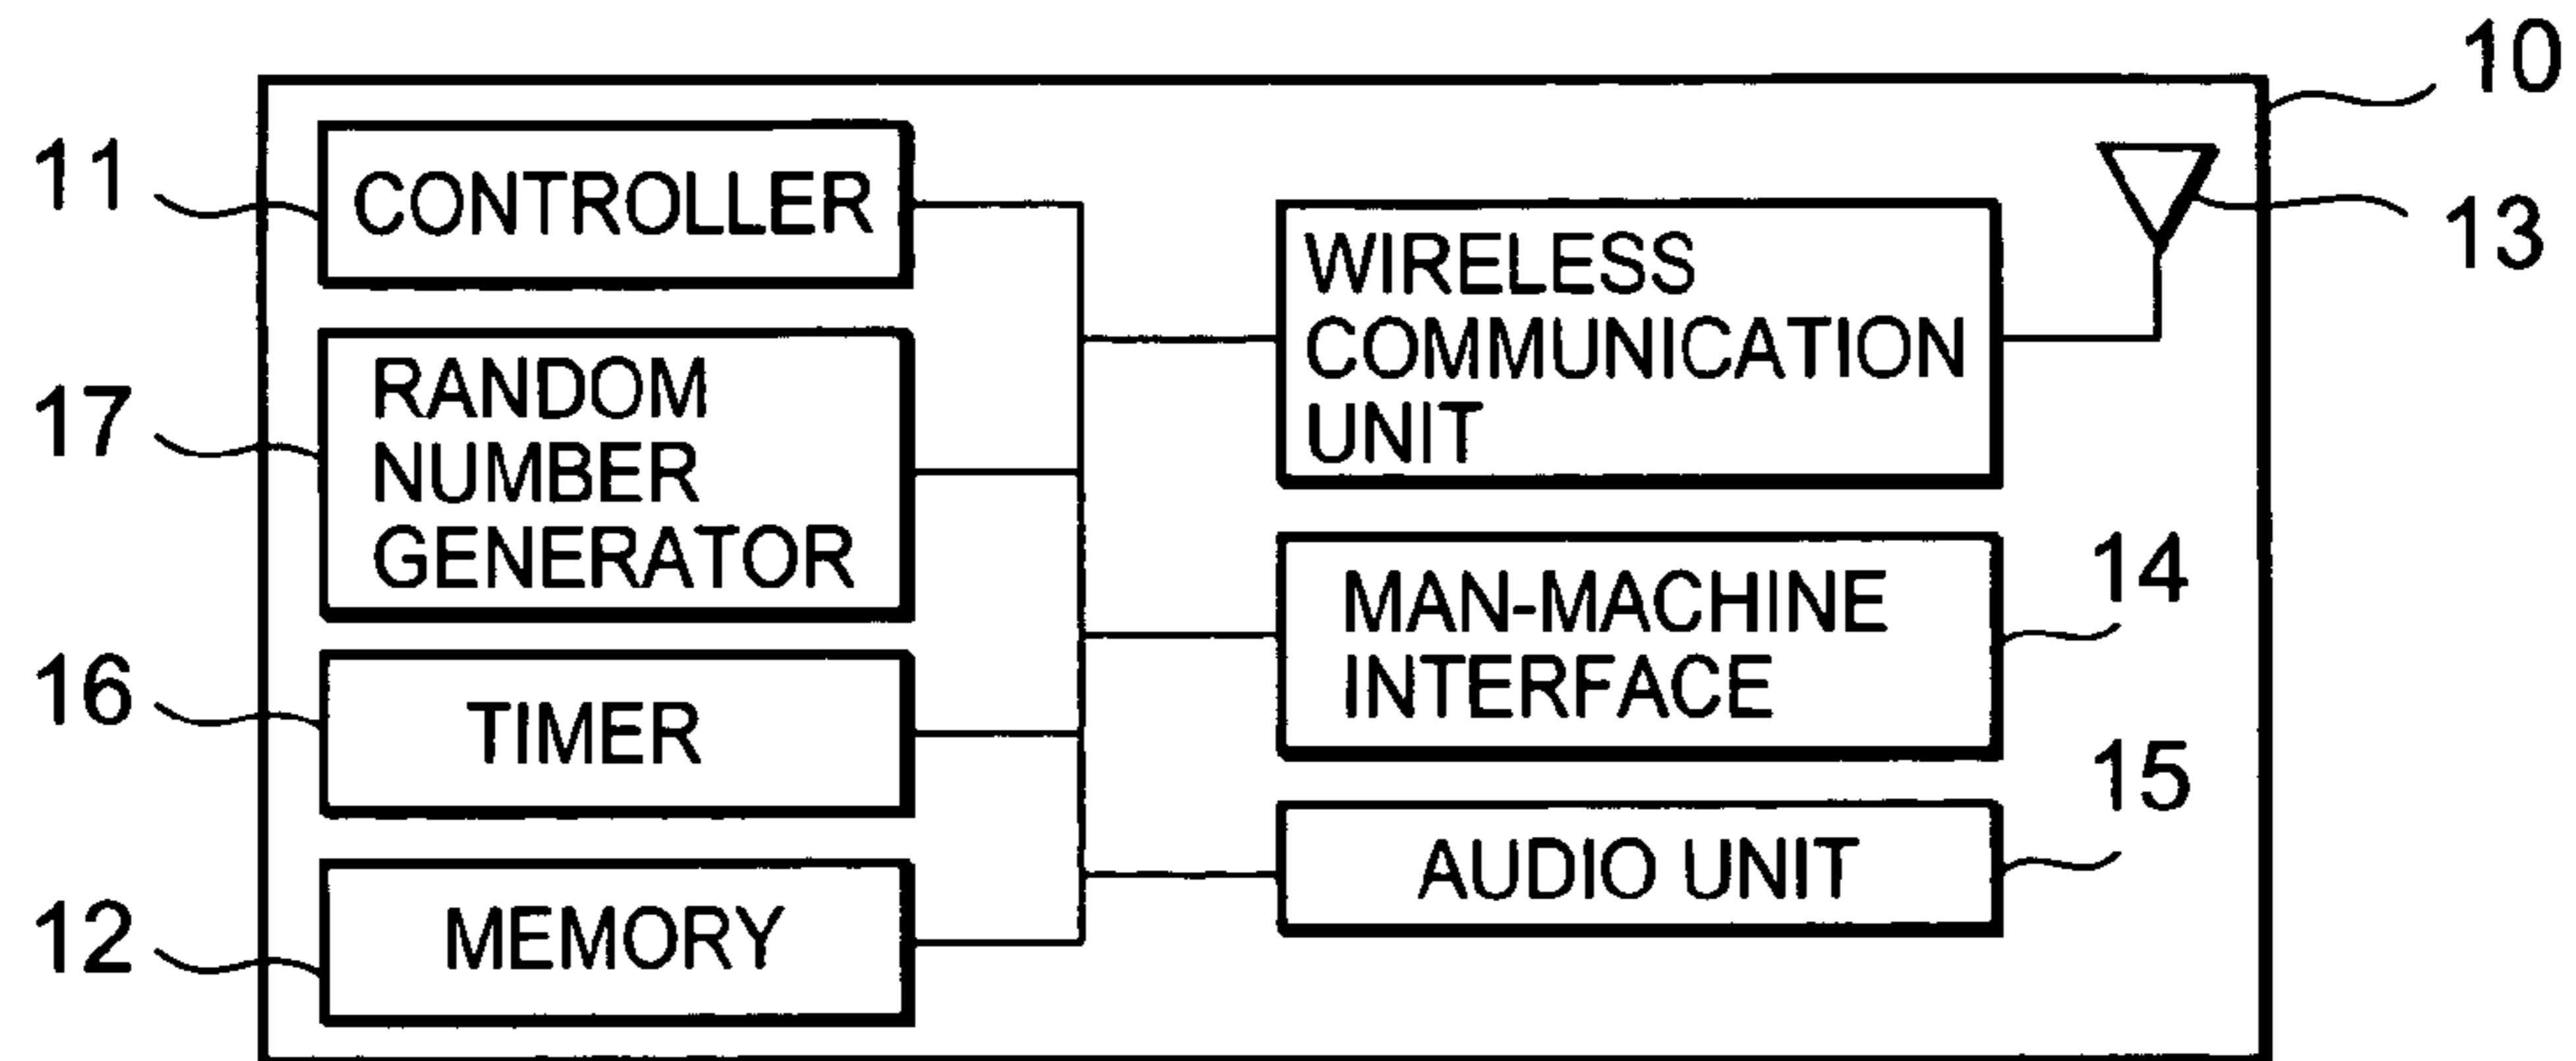 10
11
CONTROLLER
13
WIRELESS
COMMUNICATION
UNIT
17
RANDOM
NUMBER
GENERATOR
14
MAN-MACHINE
INTERFACE
16
TIMER
15
AUDIO UNIT
12
MEMORY